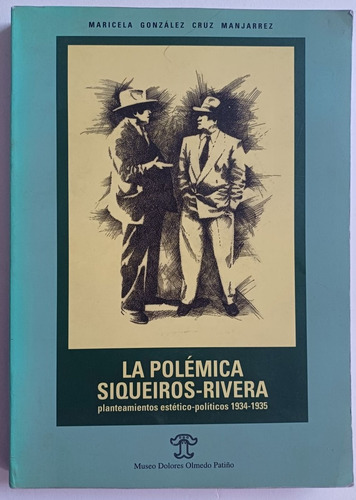 MARICELA GONZÁLEZ CRUZ MANJARREZ
LA POLÉMICA
SIQUEIROS-RIVERA
planteamientos estético-políticos 1934-1935
Museo Dolores Olmedo Patiño